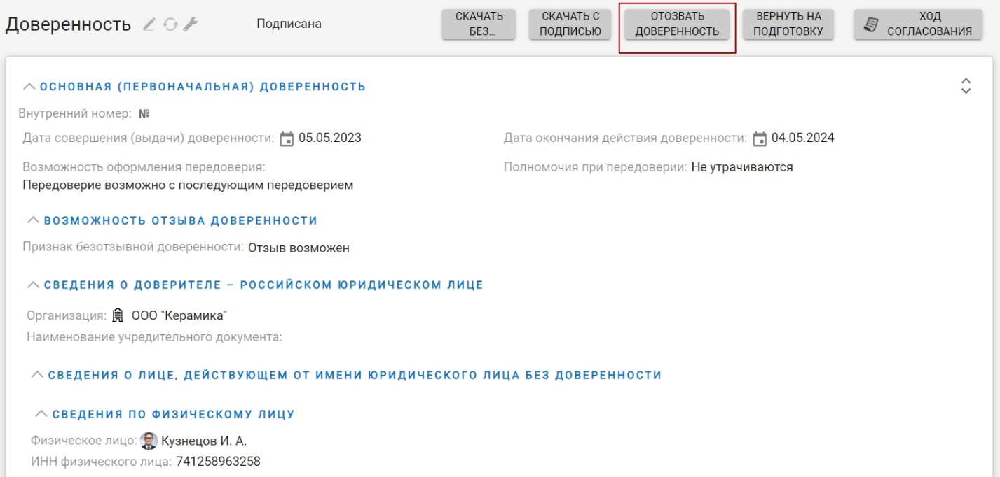 Доверенность
Подписана
СКАЧАТЬ БЕЗ...
СКАЧАТЬ С ПОДПИСЬЮ
ОТОЗВАТЬ ДОВЕРЕННОСТЬ
ВЕРНУТЬ НА ПОДГОТОВКУ
ХОД СОГЛАСОВАНИЯ
ОСНОВНАЯ (ПЕРВОНАЧАЛЬНАЯ) ДОВЕРЕННОСТЬ
Внутренний номер: №
Дата совершения (выдачи) доверенности: 05.05.2023
Дата окончания действия доверенности: 04.05.2024
Возможность оформления передоверия:
Передоверие возможно с последующим передоверием
Полномочия при передоверии: Не утрачиваются
ВОЗМОЖНОСТЬ ОТЗЫВА ДОВЕРЕННОСТИ
Признак безотзывной доверенности: Отзыв возможен
СВЕДЕНИЯ О ДОВЕРИТЕЛЕ – РОССИЙСКОМ ЮРИДИЧЕСКОМ ЛИЦЕ
Организация: ООО "Керамика"
Наименование учредительного документа:
СВЕДЕНИЯ О ЛИЦЕ, ДЕЙСТВУЮЩЕМ ОТ ИМЕНИ ЮРИДИЧЕСКОГО ЛИЦА БЕЗ ДОВЕРЕННОСТИ
СВЕДЕНИЯ ПО ФИЗИЧЕСКОМУ ЛИЦУ
Физическое лицо: Кузнецов И. А.
ИНН физического лица: 741258963258